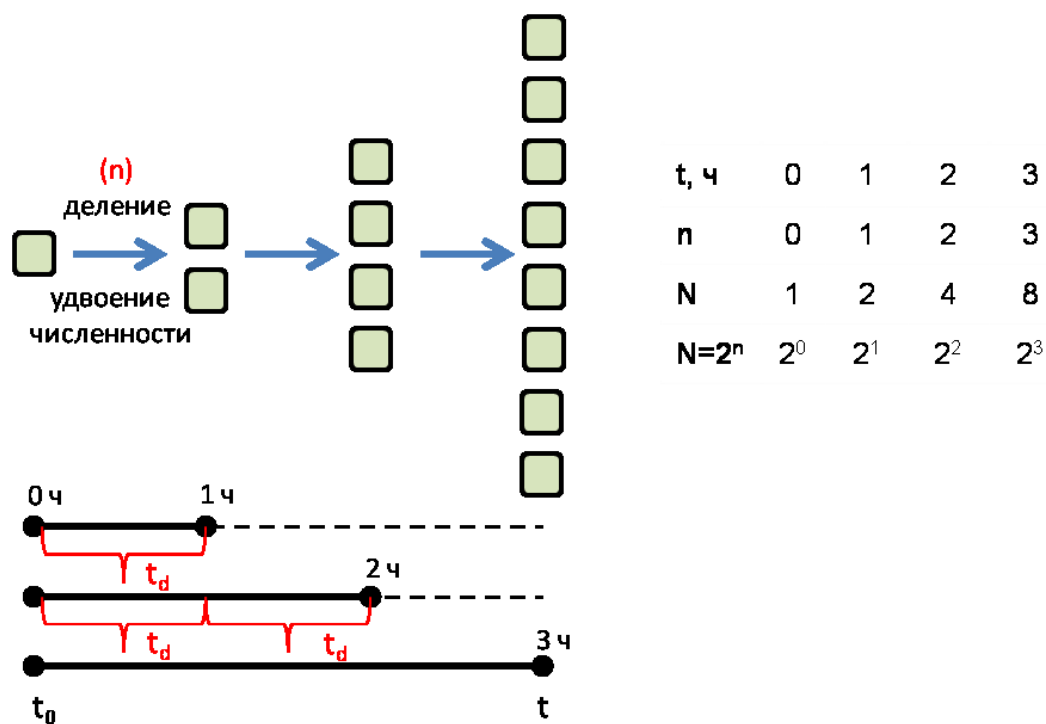 (n)
деление
удвоение
численности
t, ч 0 1 2 3
n 0 1 2 3
N 1 2 4 8
N=2ⁿ 2⁰ 2¹ 2² 2³
0 ч 1 ч
t_d
2 ч
t_d t_d
3 ч
t₀ t